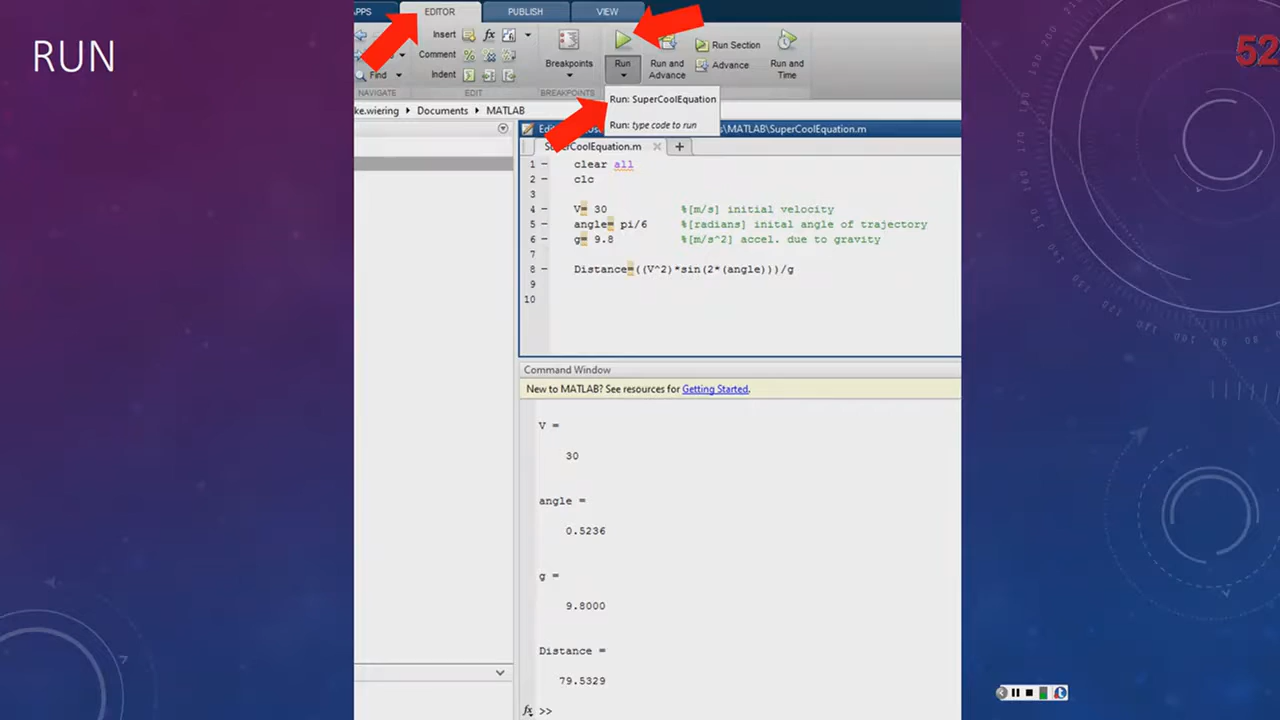 RUN
52
APPS
EDITOR
PUBLISH
VIEW
Insert
fx
Comment
Indent
Find
Breakpoints
Run
Run and
Advance
Run Section
Advance
Run and
Time
NAVIGATE
EDIT
BREAKPOINTS
Run: SuperCoolEquation
Run: type code to run
ke.wiering Documents MATLAB
\MATLAB\SuperCoolEquation.m
SuperCoolEquation.m
1 – clear all
2 – clc
3
4 – V= 30 %[m/s] initial velocity
5 – angle= pi/6 %[radians] inital angle of trajectory
6 – g= 9.8 %[m/s^2] accel. due to gravity
7
8 – Distance=((V^2)*sin(2*(angle)))/g
9
10
Command Window
New to MATLAB? See resources for Getting Started.
V =
30
angle =
0.5236
g =
9.8000
Distance =
79.5329
fx >>